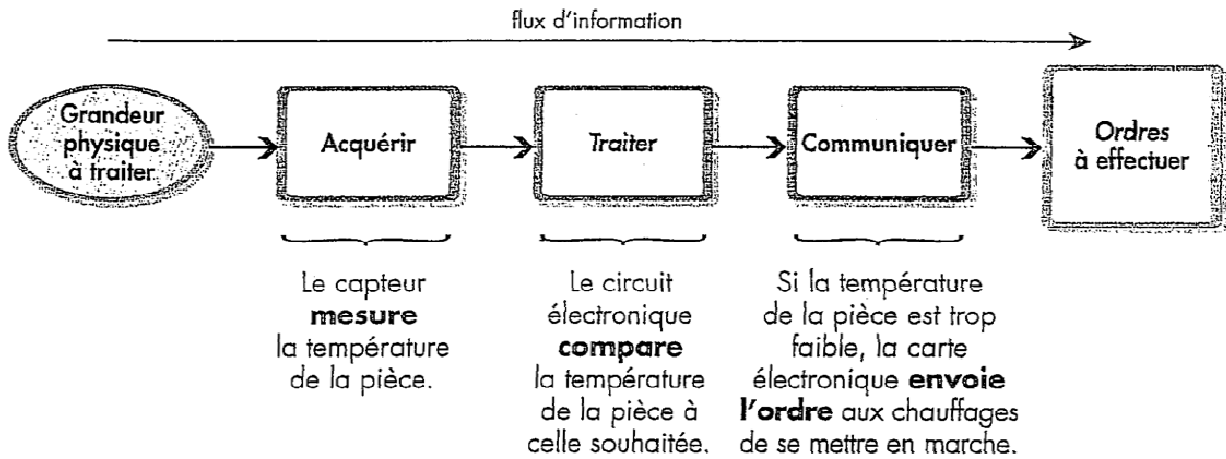 flux d'information
Grandeur
physique
à traiter
Acquérir
Traiter
Communiquer
Ordres
à effectuer
Le capteur
mesure
la température
de la pièce.
Le circuit
électronique
compare
la température
de la pièce à
celle souhaitée.
Si la température
de la pièce est trop
faible, la carte
électronique envoie
l'ordre aux chauffages
de se mettre en marche.